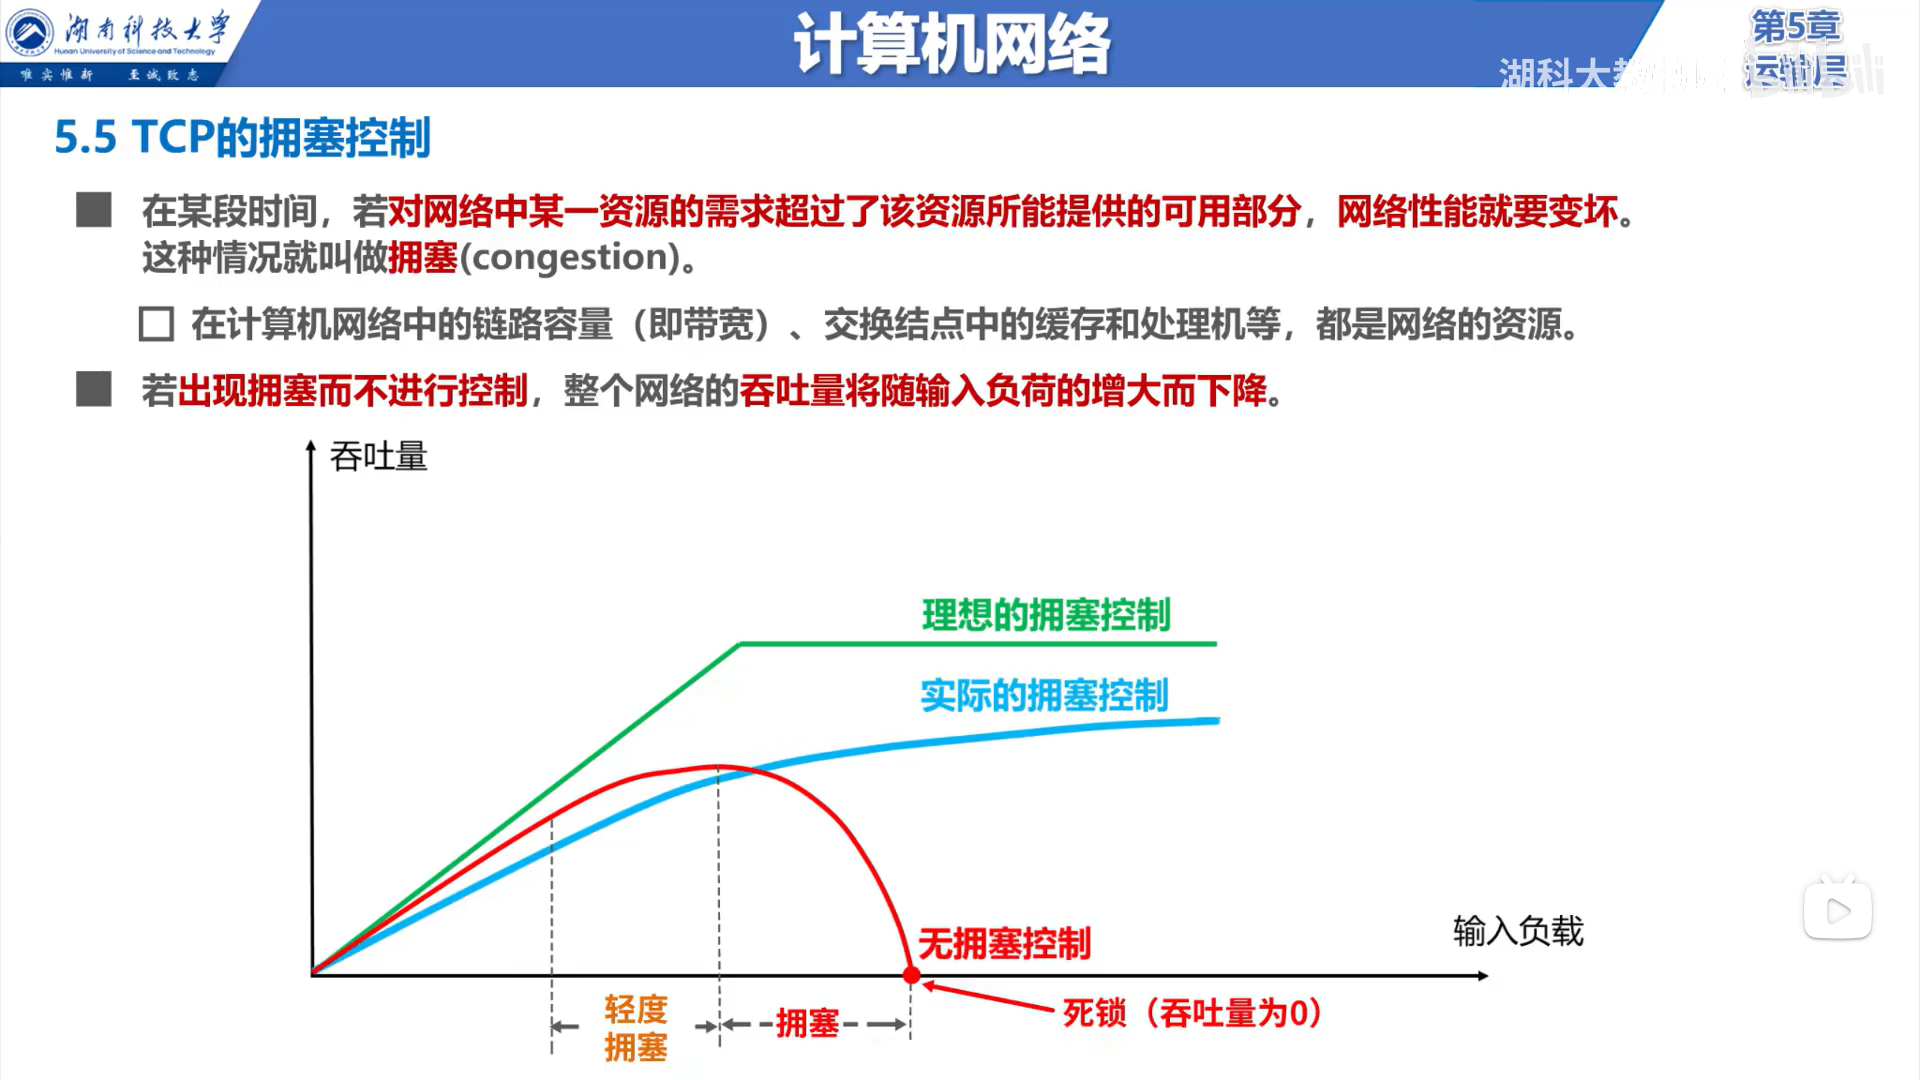 湖南科技大学
Hunan University of Science and Technology
唯实惟新 至诚致志
计算机网络
第5章
运输层
湖科大教
5.5 TCP的拥塞控制
在某段时间，若对网络中某一资源的需求超过了该资源所能提供的可用部分，网络性能就要变坏。
这种情况就叫做拥塞(congestion)。
在计算机网络中的链路容量（即带宽）、交换结点中的缓存和处理机等，都是网络的资源。
若出现拥塞而不进行控制，整个网络的吞吐量将随输入负荷的增大而下降。
吞吐量
理想的拥塞控制
实际的拥塞控制
无拥塞控制
输入负载
轻度
拥塞
拥塞
死锁（吞吐量为0）